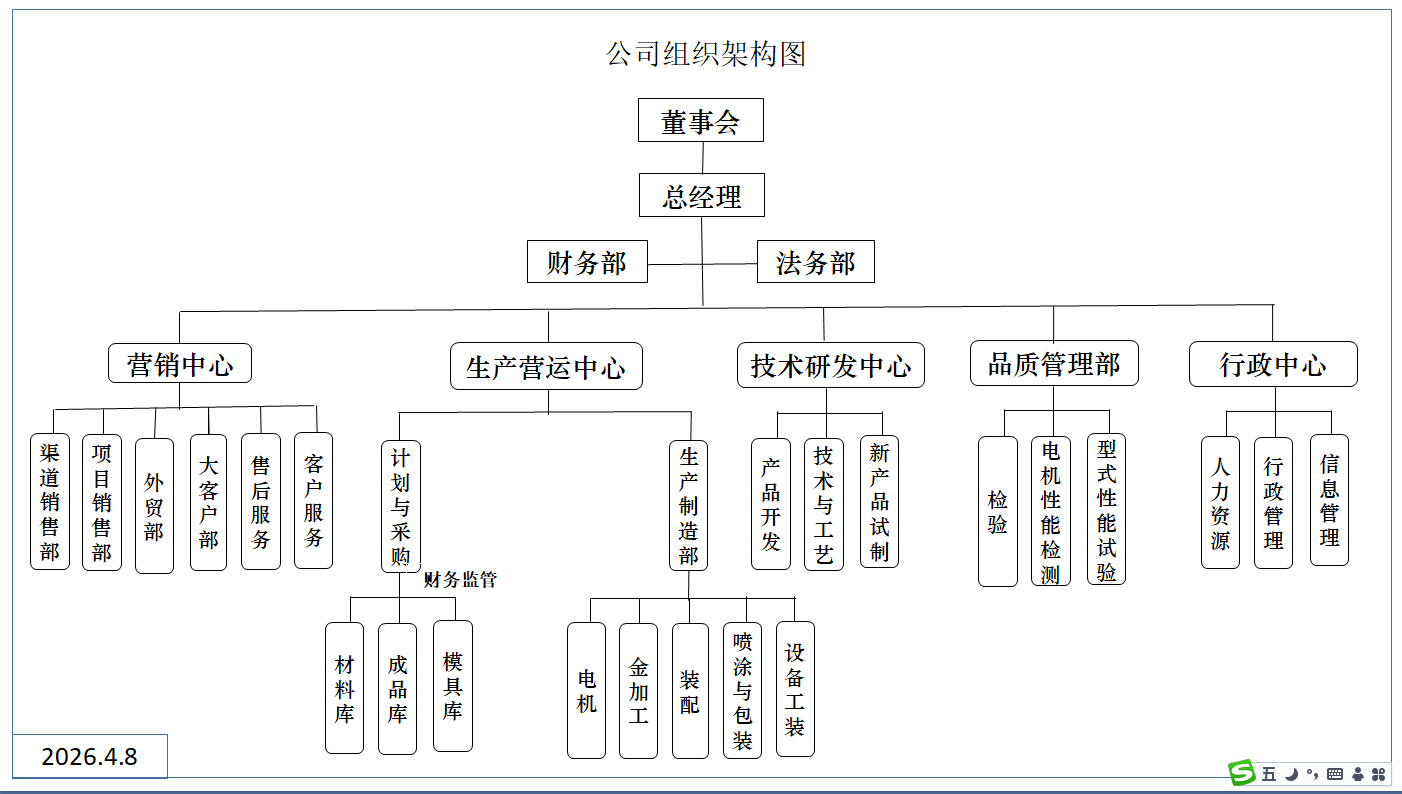 公司组织架构图
董事会
总经理
财务部
法务部
营销中心
生产营运中心
技术研发中心
品质管理部
行政中心
渠道销售部
项目销售部
外贸部
大客户部
售后服务
客户服务
计划与采购
生产制造部
产品开发
技术与工艺
新产品试制
检验
电机性能检测
型式性能试验
人力资源
行政管理
信息管理
财务监管
材料库
成品库
模具库
电机
金加工
装配
喷涂与包装
设备工装
2026.4.8
S五